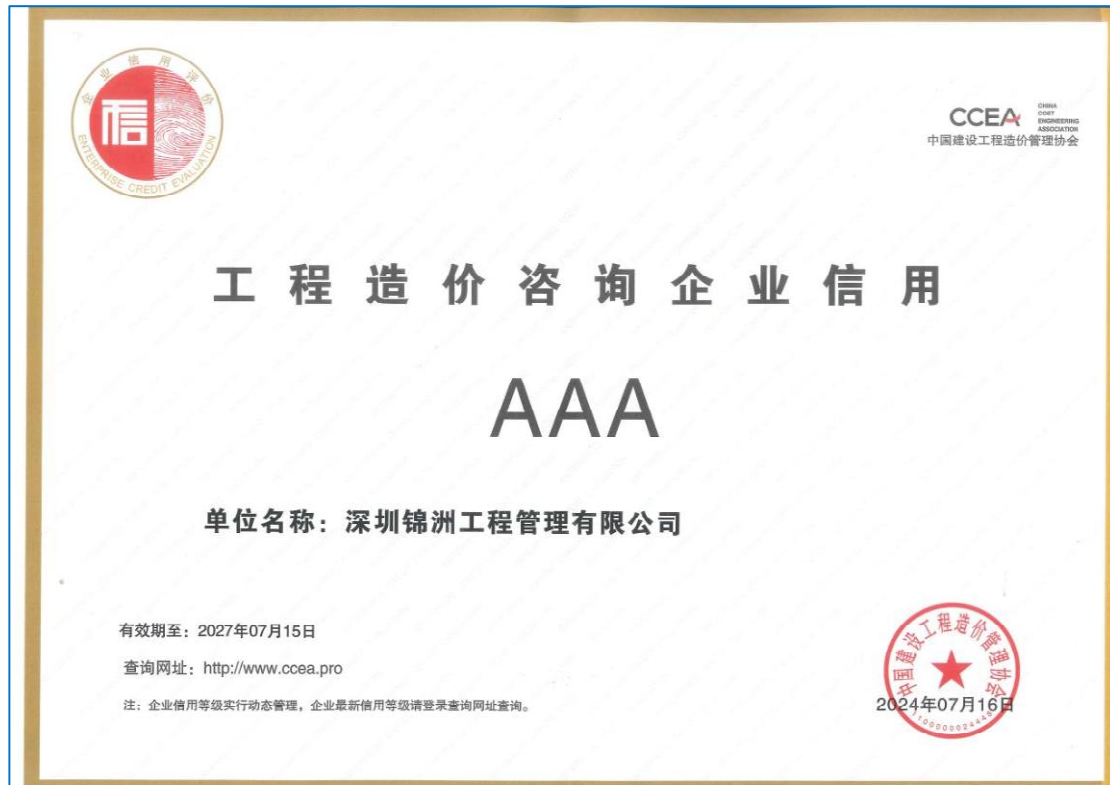 企业信用评价
ENTERPRISE CREDIT EVALUATION
信
CCEA
CHINA
COST
ENGINEERING
ASSOCIATION
中国建设工程造价管理协会
工程造价咨询企业信用
AAA
单位名称：深圳锦洲工程管理有限公司
有效期至：2027年07月15日
查询网址：http://www.ccea.pro
注：企业信用等级实行动态管理，企业最新信用等级请登录查询网址查询。
中国建设工程造价管理协会
2024年07月16日